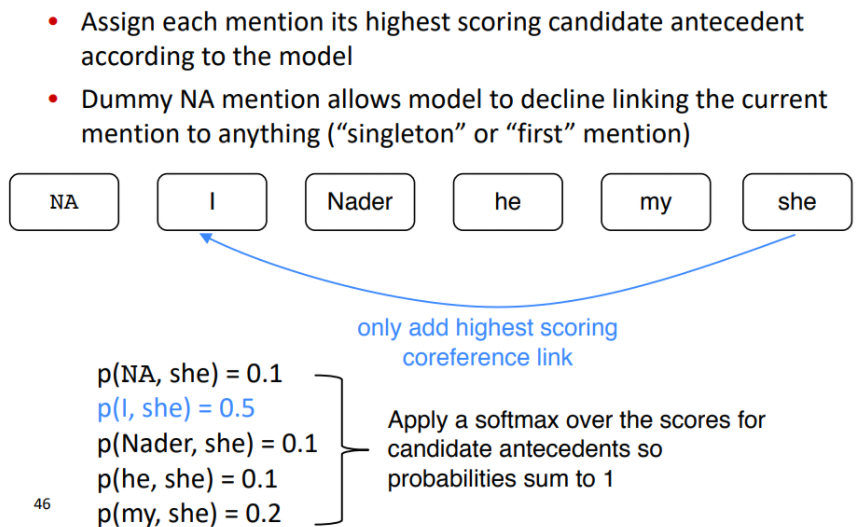 • Assign each mention its highest scoring candidate antecedent
according to the model
• Dummy NA mention allows model to decline linking the current
mention to anything (“singleton” or “first” mention)
NA I Nader he my she
only add highest scoring
coreference link
p(NA, she) = 0.1
p(I, she) = 0.5
p(Nader, she) = 0.1
p(he, she) = 0.1
p(my, she) = 0.2
Apply a softmax over the scores for
candidate antecedents so
probabilities sum to 1
46